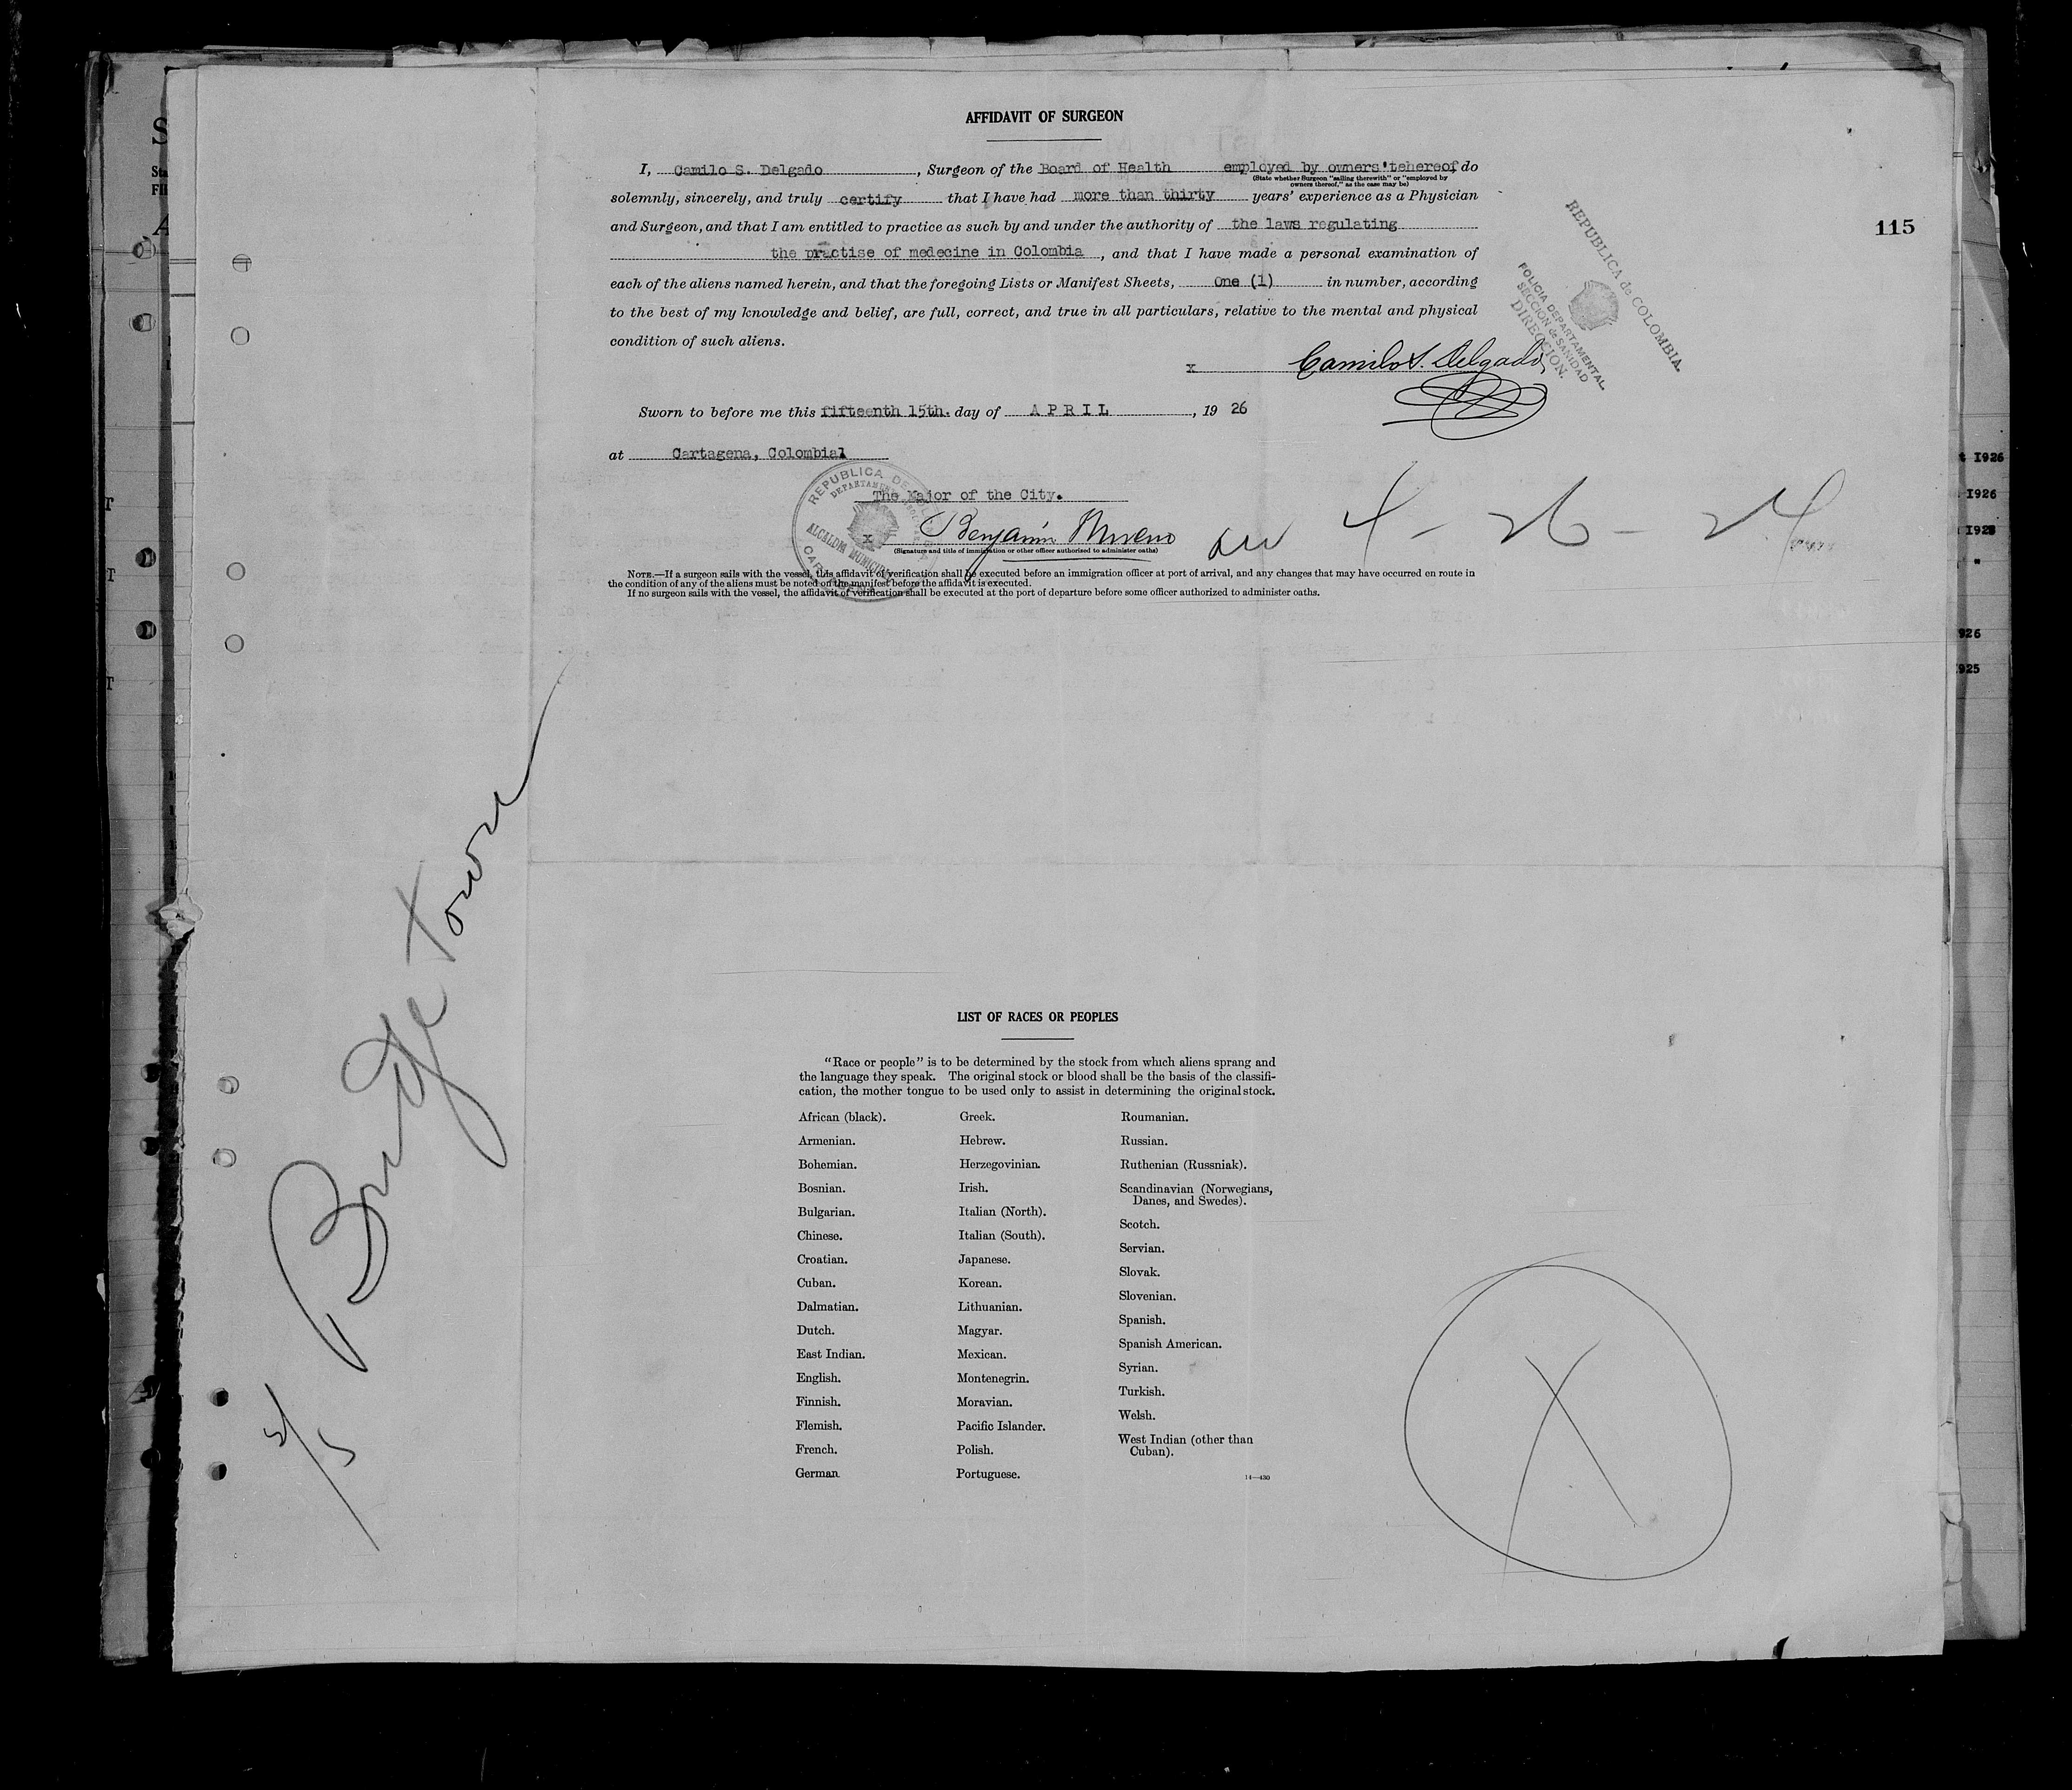 AFFIDAVIT OF SURGEON
I, Camilo S. Delgado, Surgeon of the Board of Health employed by owners'tehereof do
(State whether Surgeon "sailing therewith" or "employed by
owners thereof," as the case may be)
solemnly, sincerely, and truly certify that I have had more than thirty years' experience as a Physician
and Surgeon, and that I am entitled to practice as such by and under the authority of the laws regulating
the practise of medecine in Colombia, and that I have made a personal examination of
each of the aliens named herein, and that the foregoing Lists or Manifest Sheets, One (1) in number, according
to the best of my knowledge and belief, are full, correct, and true in all particulars, relative to the mental and physical
condition of such aliens.
x Camilo S. Delgado
REPUBLICA de COLOMBIA.
POLICIA DEPARTAMENTAL
SECCION de SANIDAD
DIRECCION.
115
Sworn to before me this fifteenth 15th. day of APRIL, 19 26
at Cartagena, Colombia1
The Major of the City.
x Benjamin Moreno
(Signature and title of immigration or other officer authorised to administer oaths)
REPUBLICA DE
DEPARTAMEN
ALCALDIA MUNICIPAL
4-26-24
NOTE.—If a surgeon sails with the vessel, this affidavit of verification shall be executed before an immigration officer at port of arrival, and any changes that may have occurred en route in
the condition of any of the aliens must be noted on the manifest before the affidavit is executed.
If no surgeon sails with the vessel, the affidavit of verification shall be executed at the port of departure before some officer authorized to administer oaths.
I926
I926
926
925
Bridgetown
LIST OF RACES OR PEOPLES
"Race or people" is to be determined by the stock from which aliens sprang and
the language they speak. The original stock or blood shall be the basis of the classifi-
cation, the mother tongue to be used only to assist in determining the original stock.
African (black).
Armenian.
Bohemian.
Bosnian.
Bulgarian.
Chinese.
Croatian.
Cuban.
Dalmatian.
Dutch.
East Indian.
English.
Finnish.
Flemish.
French.
German
Greek.
Hebrew.
Herzegovinian.
Irish.
Italian (North).
Italian (South).
Japanese.
Korean.
Lithuanian.
Magyar.
Mexican.
Montenegrin.
Moravian.
Pacific Islander.
Polish.
Portuguese.
Roumanian.
Russian.
Ruthenian (Russniak).
Scandinavian (Norwegians,
Danes, and Swedes).
Scotch.
Servian.
Slovak.
Slovenian.
Spanish.
Spanish American.
Syrian.
Turkish.
Welsh.
West Indian (other than
Cuban).
14—430
X